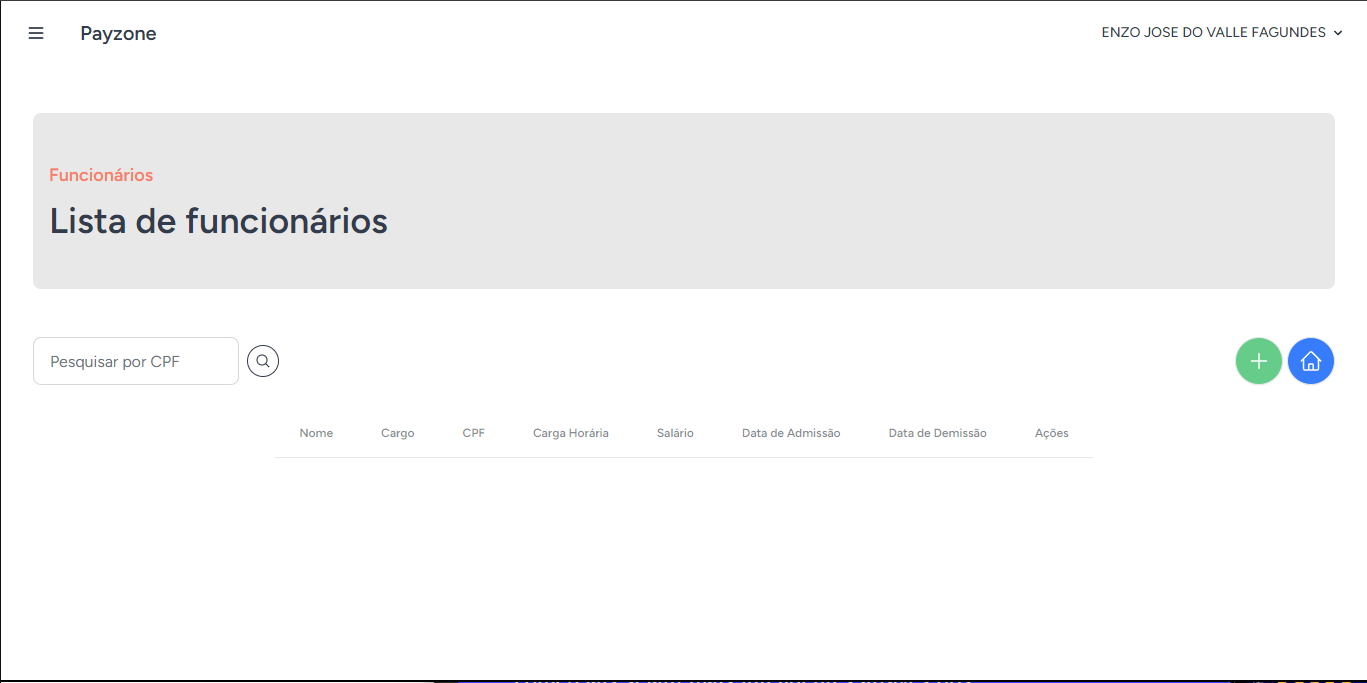 Payzone
ENZO JOSE DO VALLE FAGUNDES
Funcionários
Lista de funcionários
Pesquisar por CPF
Nome Cargo CPF Carga Horária Salário Data de Admissão Data de Demissão Ações